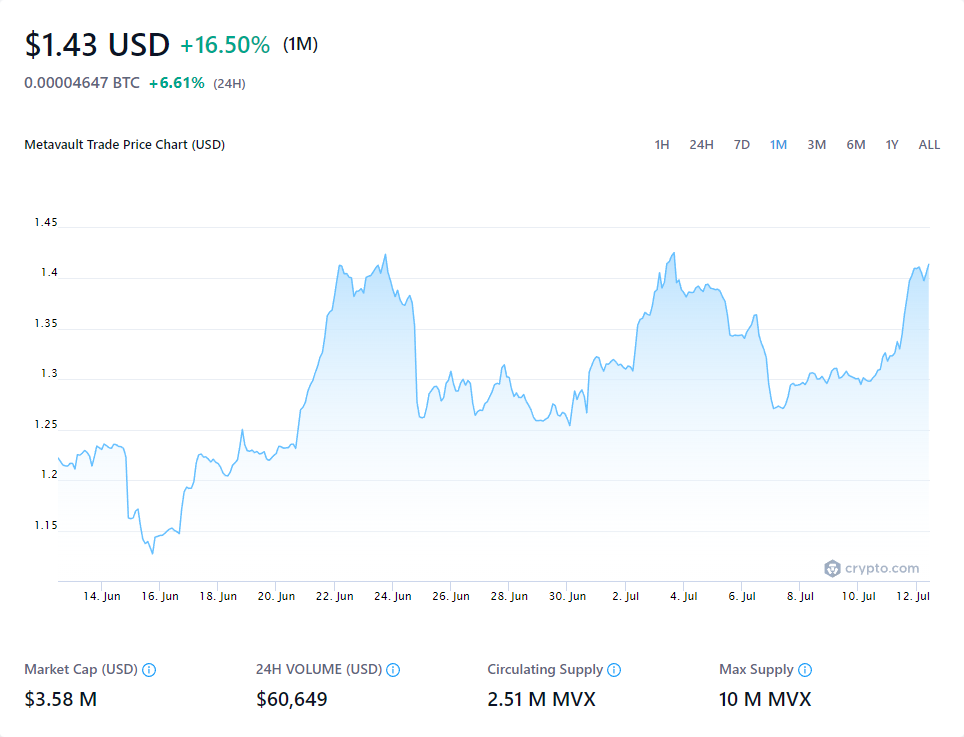 $1.43 USD +16.50% (1M)
0.00004647 BTC +6.61% (24H)
Metavault Trade Price Chart (USD) 1H 24H 7D 1M 3M 6M 1Y ALL
1.45
1.4
1.35
1.3
1.25
1.2
1.15
crypto.com
14. Jun 16. Jun 18. Jun 20. Jun 22. Jun 24. Jun 26. Jun 28. Jun 30. Jun 2. Jul 4. Jul 6. Jul 8. Jul 10. Jul 12. Jul
Market Cap (USD) 24H VOLUME (USD) Circulating Supply Max Supply
$3.58 M $60,649 2.51 M MVX 10 M MVX